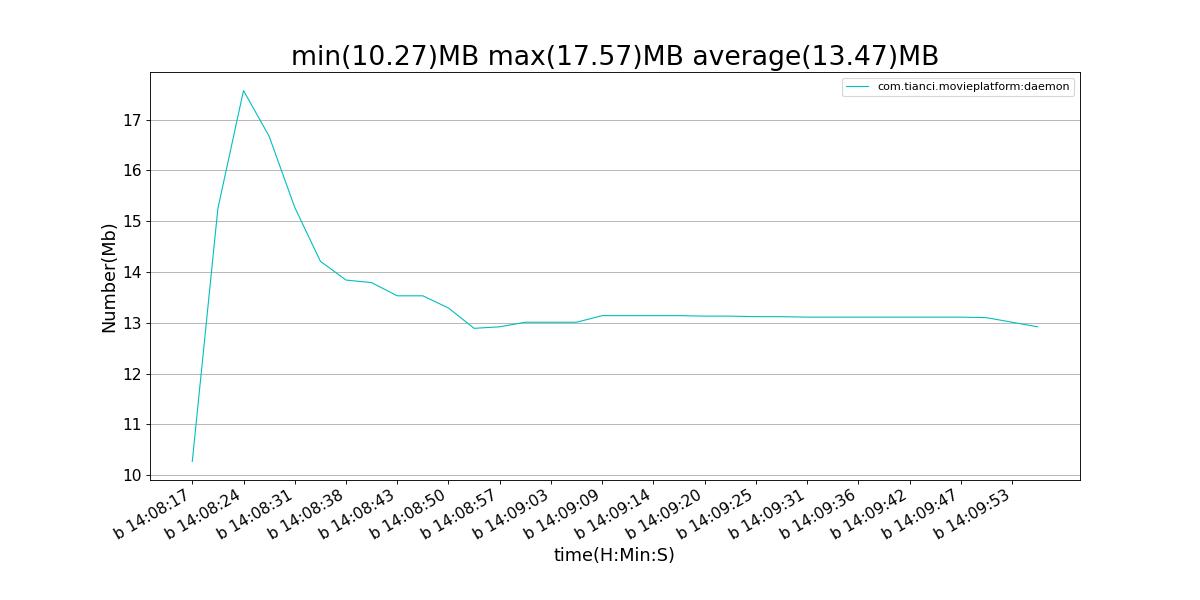 min(10.27)MB max(17.57)MB average(13.47)MB
com.tianci.movieplatform:daemon
Number(Mb)
17
16
15
14
13
12
11
10
b 14:08:17
b 14:08:24
b 14:08:31
b 14:08:38
b 14:08:43
b 14:08:50
b 14:08:57
b 14:09:03
b 14:09:09
b 14:09:14
b 14:09:20
b 14:09:25
b 14:09:31
b 14:09:36
b 14:09:42
b 14:09:47
b 14:09:53
time(H:Min:S)